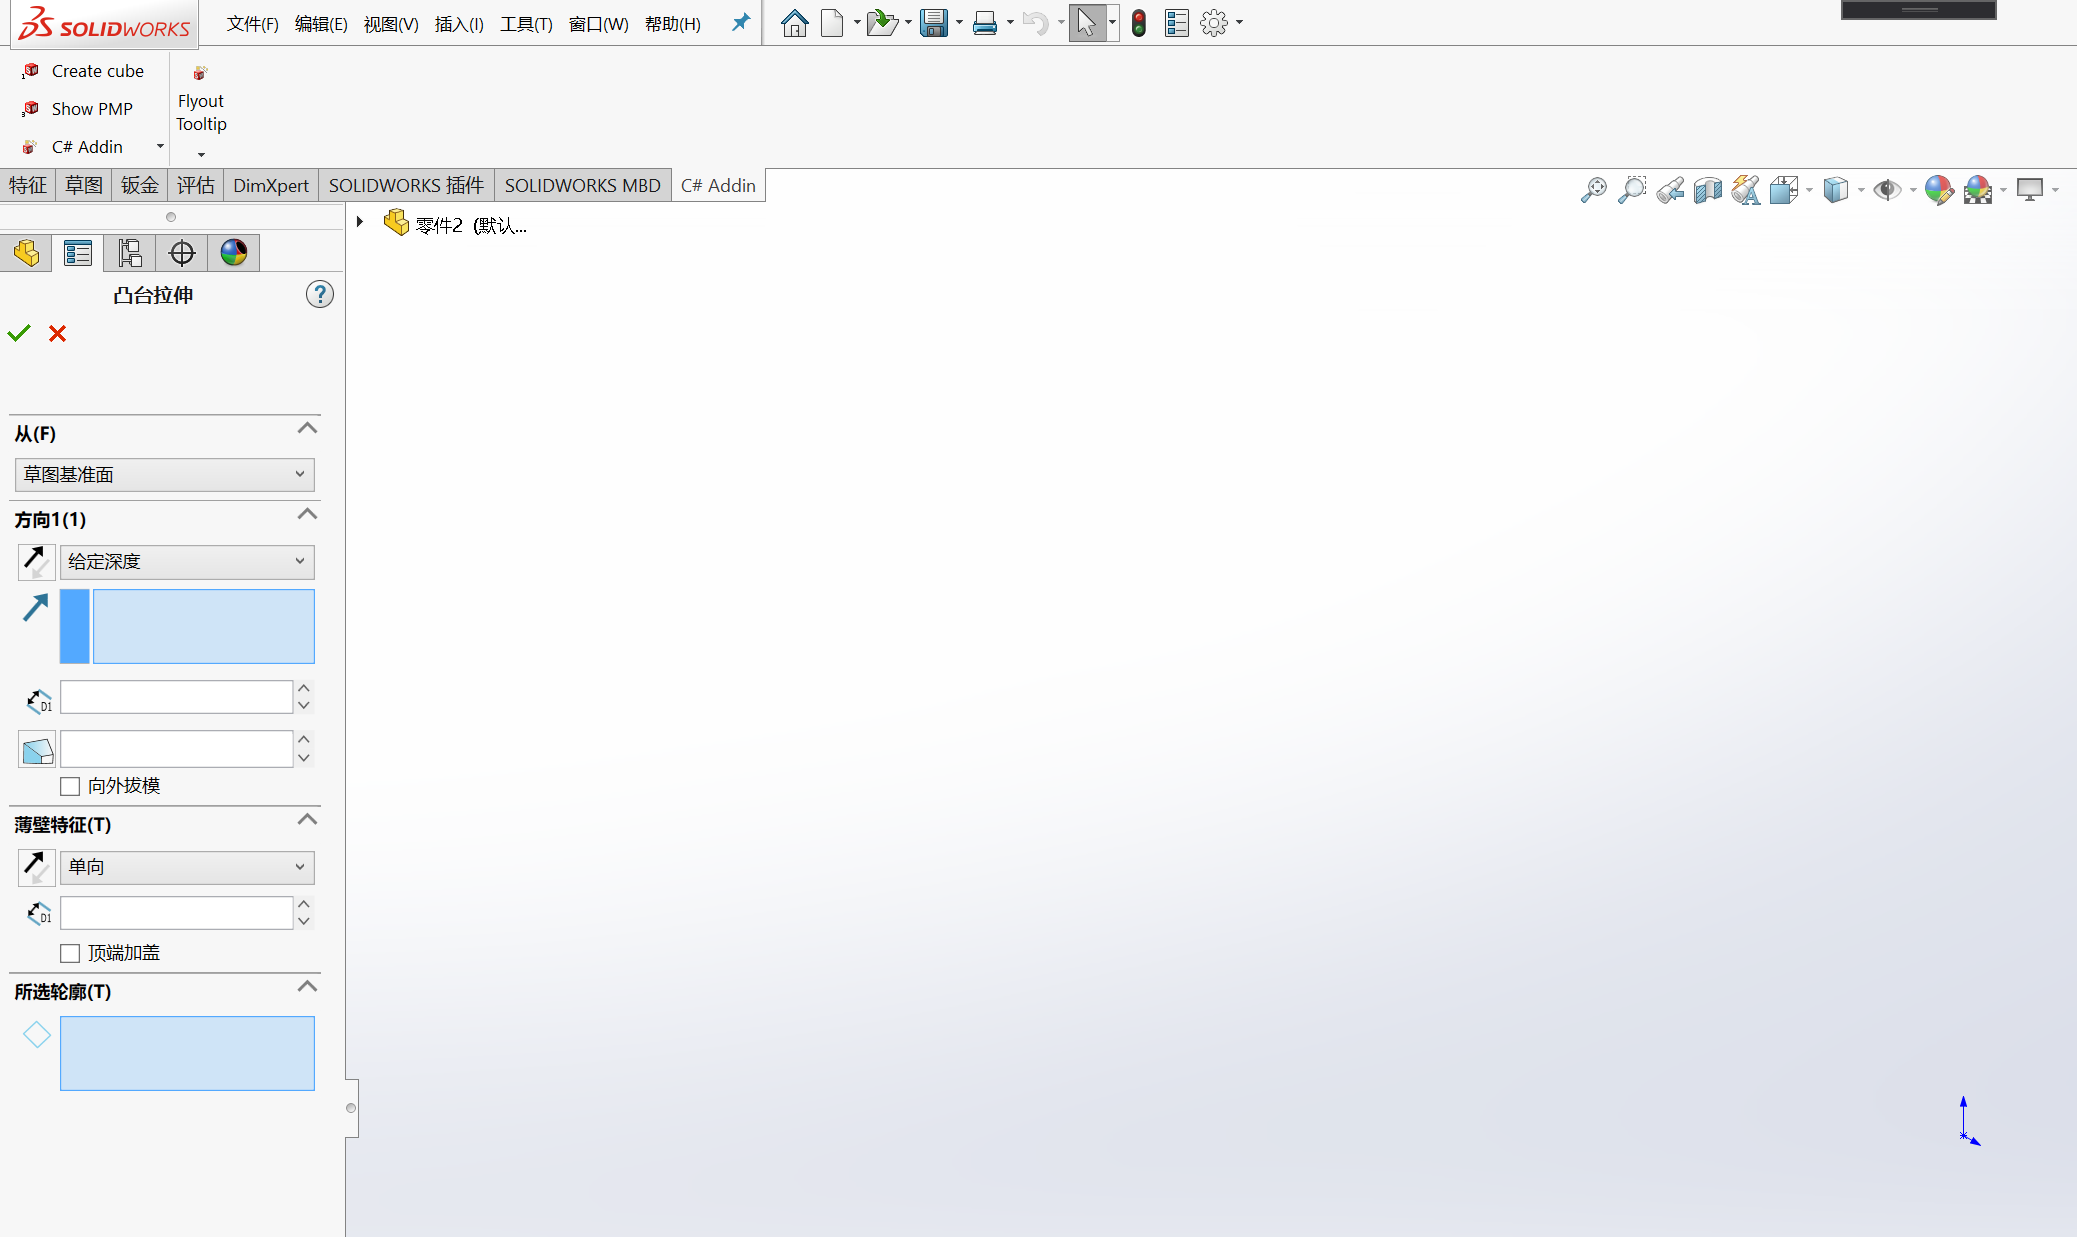 SOLIDWORKS 文件(F) 编辑(E) 视图(V) 插入(I) 工具(T) 窗口(W) 帮助(H)
Create cube
Show PMP
C# Addin
Flyout
Tooltip
特征 草图 钣金 评估 DimXpert SOLIDWORKS 插件 SOLIDWORKS MBD C# Addin
零件2 (默认...
凸台拉伸
从(F)
草图基准面
方向1(1)
给定深度
D1
向外拔模
薄壁特征(T)
单向
D1
顶端加盖
所选轮廓(T)